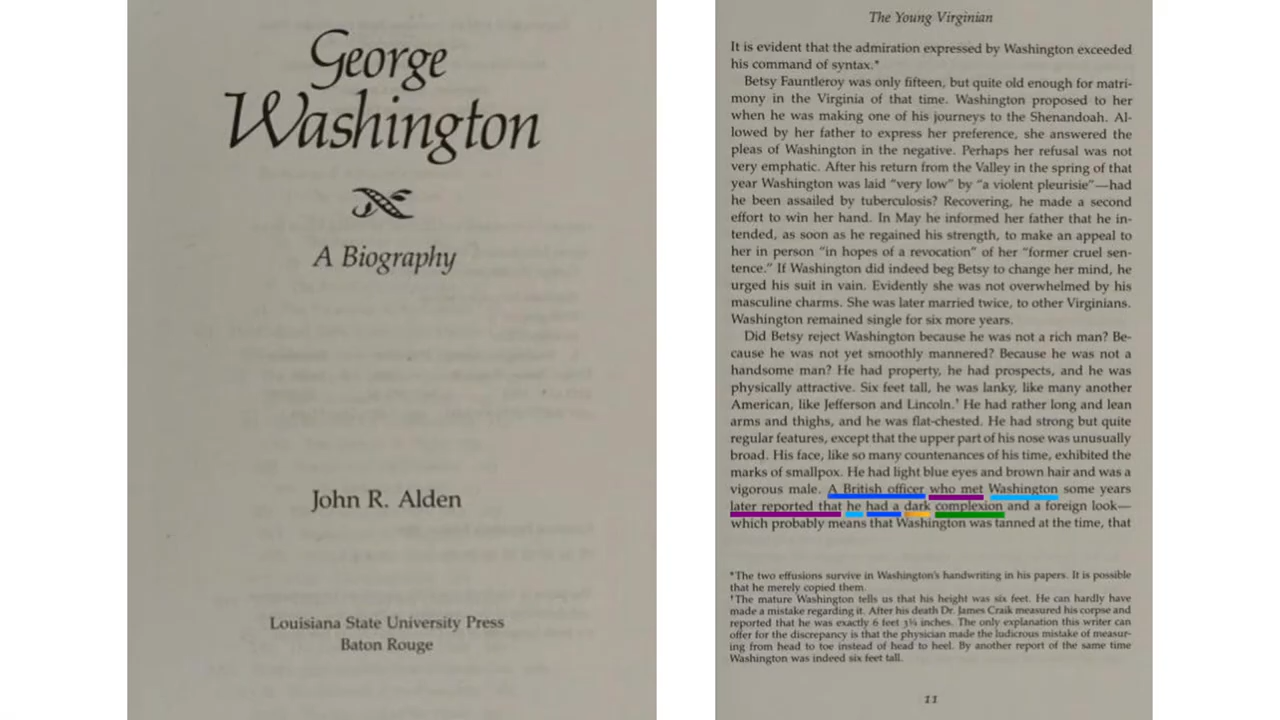 George
Washington
A Biography
John R. Alden
Louisiana State University Press
Baton Rouge
The Young Virginian
It is evident that the admiration expressed by Washington exceeded
his command of syntax.*
Betsy Fauntleroy was only fifteen, but quite old enough for matri-
mony in the Virginia of that time. Washington proposed to her
when he was making one of his journeys to the Shenandoah. Al-
lowed by her father to express her preference, she answered the
pleas of Washington in the negative. Perhaps her refusal was not
very emphatic. After his return from the Valley in the spring of that
year Washington was laid "very low" by "a violent pleurisie"—had
he been assailed by tuberculosis? Recovering, he made a second
effort to win her hand. In May he informed her father that he in-
tended, as soon as he regained his strength, to make an appeal to
her in person "in hopes of a revocation" of her "former cruel sen-
tence." If Washington did indeed beg Betsy to change her mind, he
urged his suit in vain. Evidently she was not overwhelmed by his
masculine charms. She was later married twice, to other Virginians.
Washington remained single for six more years.
Did Betsy reject Washington because he was not a rich man? Be-
cause he was not yet smoothly mannered? Because he was not a
handsome man? He had property, he had prospects, and he was
physically attractive. Six feet tall, he was lanky, like many another
American, like Jefferson and Lincoln.† He had rather long and lean
arms and thighs, and he was flat-chested. He had strong but quite
regular features, except that the upper part of his nose was unusually
broad. His face, like so many countenances of his time, exhibited the
marks of smallpox. He had light blue eyes and brown hair and was a
vigorous male. A British officer who met Washington some years
later reported that he had a dark complexion and a foreign look—
which probably means that Washington was tanned at the time, that
*The two effusions survive in Washington's handwriting in his papers. It is possible
that he merely copied them.
†The mature Washington tells us that his height was six feet. He can hardly have
made a mistake regarding it. After his death Dr. James Craik measured his corpse and
reported that he was exactly 6 feet 3½ inches. The only explanation this writer can
offer for the discrepancy is that the physician made the ludicrous mistake of measur-
ing from head to toe instead of head to heel. By another report of the same time
Washington was indeed six feet tall.
11